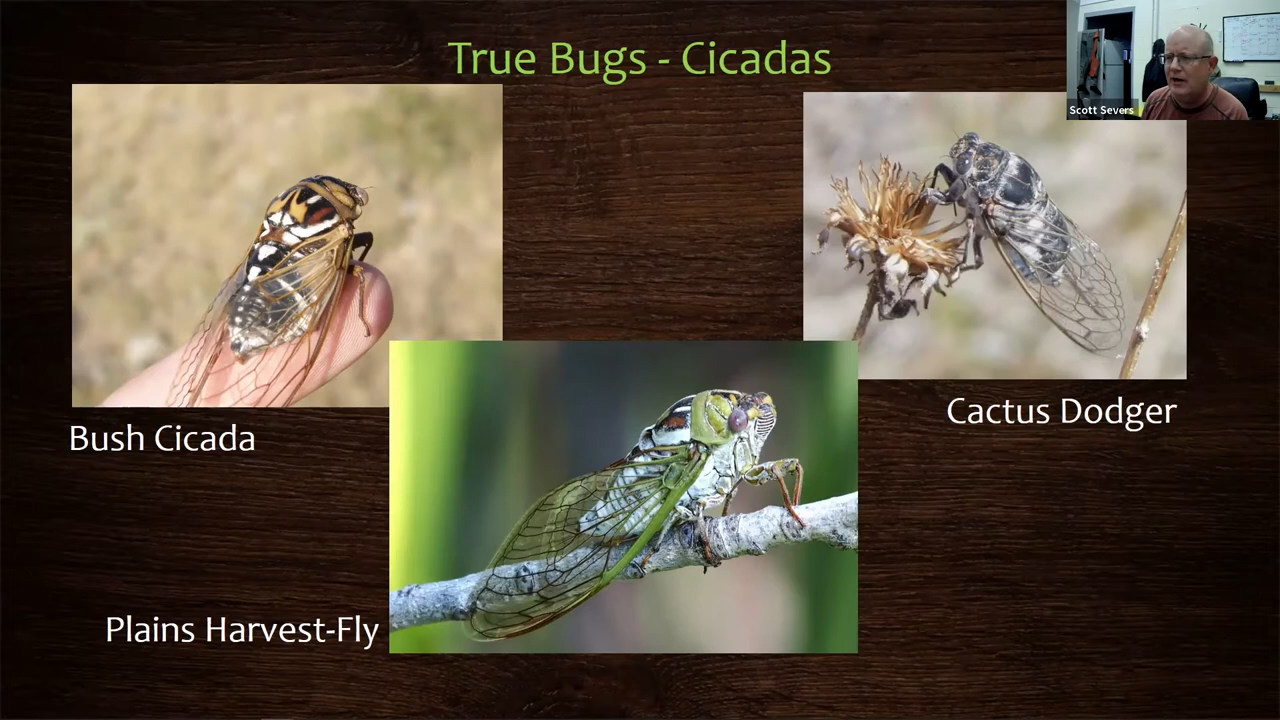 True Bugs - Cicadas
Scott Severs
Bush Cicada
Cactus Dodger
Plains Harvest-Fly